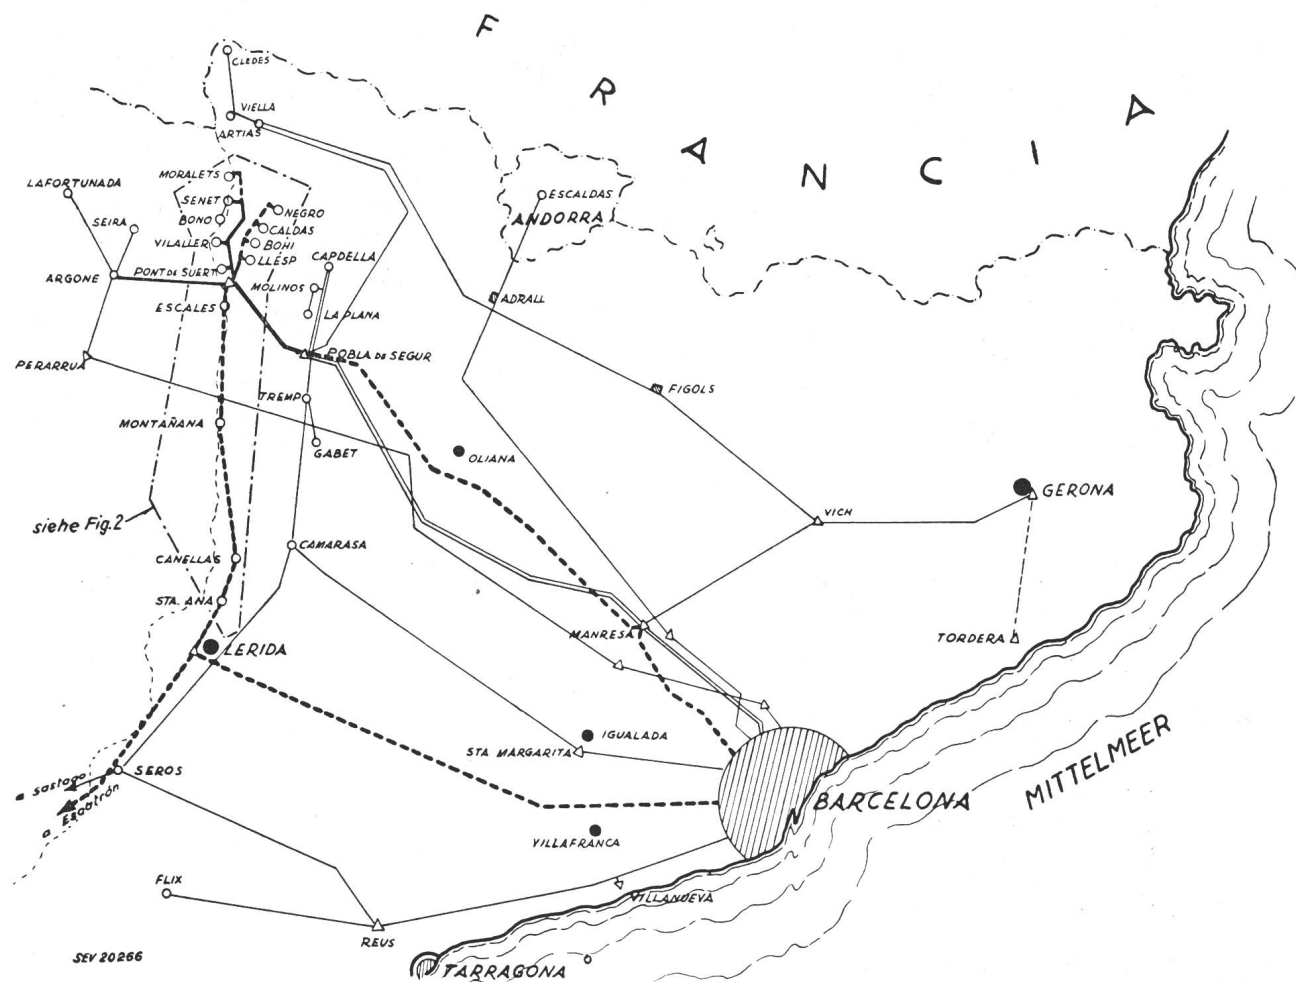 FRANCIA
CLEDES
VIELLA
ARTIAS
MORALETS
LAFORTUNADA
ESCALDAS
SENET
NEGRO
ANDORRA
BONO
SEIRA
CALDAS
VILALLER
BOHI
CAPDELLA
LLESP
ARGONE
PONT DE SUERT
MOLINOS
ADRALL
ESCALES
LA PLANA
POBLA DE SEGUR
PERARRUA
FIGOLS
TREMP
MONTAÑANA
GABET
OLIANA
GERONA
VICH
siehe Fig.2
CAMARASA
CANELLAS
STA. ANA
MANRESA
TORDERA
LERIDA
IGUALADA
STA MARGARITA
MITTELMEER
SEROS
a Sastago
BARCELONA
a Escatrón
VILLAFRANCA
FLIX
VILLANUEVA
REUS
SEV 20266
TARRAGONA